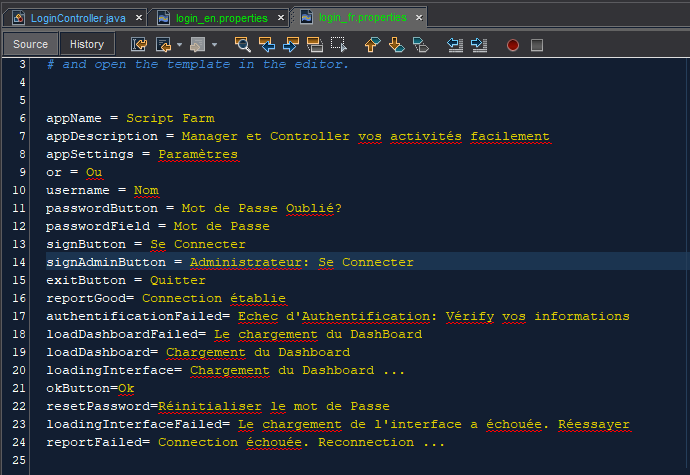 LoginController.java login_en.properties login_fr.properties
Source History
3 # and open the template in the editor.
4
5
6 appName = Script Farm
7 appDescription = Manager et Controller vos activités facilement
8 appSettings = Paramètres
9 or = Ou
10 username = Nom
11 passwordButton = Mot de Passe Oublié?
12 passwordField = Mot de Passe
13 signButton = Se Connecter
14 signAdminButton = Administrateur: Se Connecter
15 exitButton = Quitter
16 reportGood= Connection établie
17 authentificationFailed= Echec d'Authentification: Vérify vos informations
18 loadDashboardFailed= Le chargement du DashBoard
19 loadDashboard= Chargement du Dashboard
20 loadingInterface= Chargement du Dashboard ...
21 okButton=Ok
22 resetPassword=Réinitialiser le mot de Passe
23 loadingInterfaceFailed= Le chargement de l'interface a échouée. Réessayer
24 reportFailed= Connection échouée. Reconnection ...
25